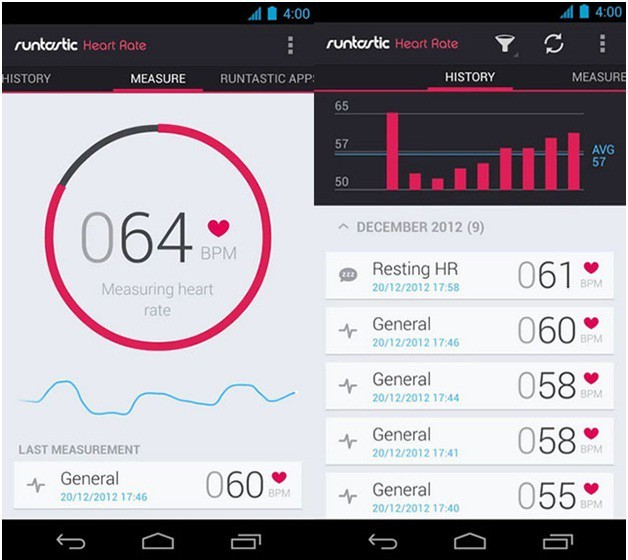 4:00
runtastic Heart Rate
HISTORY MEASURE RUNTASTIC APPS
064
BPM
Measuring heart
rate
LAST MEASUREMENT
General
20/12/2012 17:46
060
BPM
4:00
runtastic Heart Rate
HISTORY MEASURE
65
57
50
AVG
57
DECEMBER 2012 (9)
zzz
Resting HR
20/12/2012 17:58
061
BPM
General
20/12/2012 17:46
060
BPM
General
20/12/2012 17:44
058
BPM
General
20/12/2012 17:41
058
BPM
General
20/12/2012 17:40
055
BPM